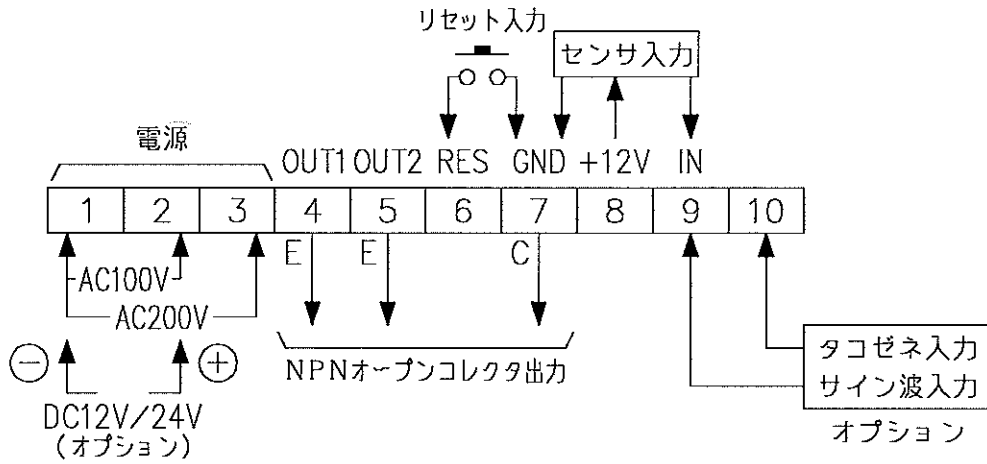 リセット入力
センサ入力
電源
OUT1 OUT2 RES GND +12V IN
1 2 3 4 5 6 7 8 9 10
E E C
AC100V
AC200V
⊖ ⊕
NPNオープンコレクタ出力
DC12V/24V
(オプション)
タコゼネ入力
サイン波入力
オプション